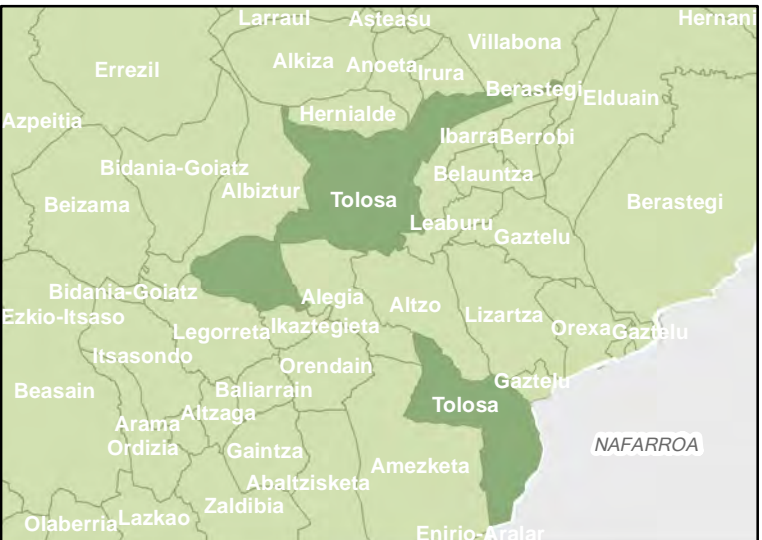 Larraul
Asteasu
Hernani
Villabona
Errezil
Alkiza
Anoeta
Irura
Berastegi
Elduain
Azpeitia
Hernialde
Ibarra
Berrobi
Bidania-Goiatz
Albiztur
Belauntza
Beizama
Tolosa
Berastegi
Leaburu
Gaztelu
Bidania-Goiatz
Alegia
Altzo
Ezkio-Itsaso
Legorreta
Ikaztegieta
Lizartza
Orexa
Gaztelu
Itsasondo
Orendain
Beasain
Baliarrain
Gaztelu
Altzaga
Tolosa
Arama
Ordizia
Gaintza
NAFARROA
Amezketa
Abaltzisketa
Zaldibia
Olaberria
Lazkao
Enirio-Aralar